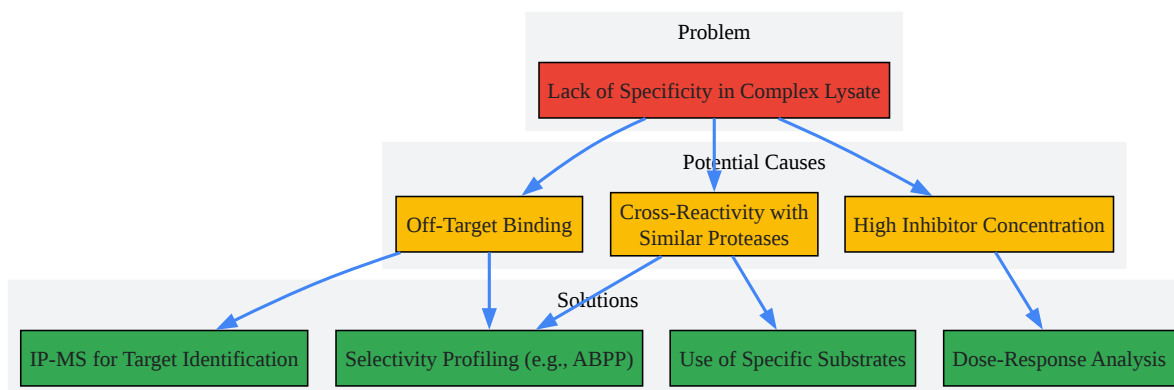 Problem
Lack of Specificity in Complex Lysate
Potential Causes
Off-Target Binding
Cross-Reactivity with
Similar Proteases
High Inhibitor Concentration
Solutions
IP-MS for Target Identification
Selectivity Profiling (e.g., ABPP)
Use of Specific Substrates
Dose-Response Analysis